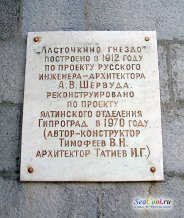 "Ласточкино гнездо"
построено в 1912 году
по проекту русского
инженера-архитектора
А.В. Шервуда
реконструировано
по проекту
Ялтинского отделения
Гипроград в 1970 году
(автор-конструктор
Тимофеев В.Н.
архитектор Татиев И.Г.)
SeaPool.ru